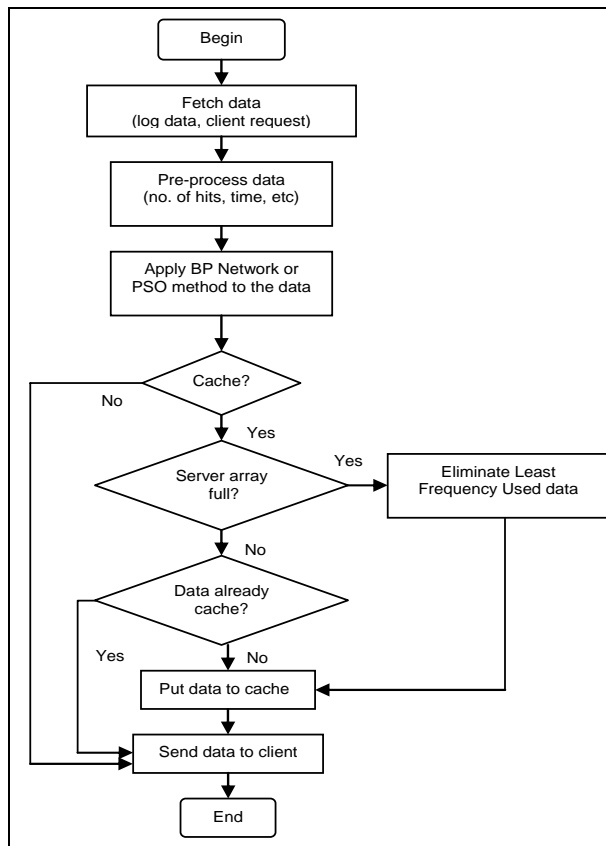 Begin
Fetch data
(log data, client request)
Pre-process data
(no. of hits, time, etc)
Apply BP Network or
PSO method to the data
Cache?
No
Yes
Server array
full?
Yes
Eliminate Least
Frequency Used data
No
Data already
cache?
Yes
No
Put data to cache
Send data to client
End